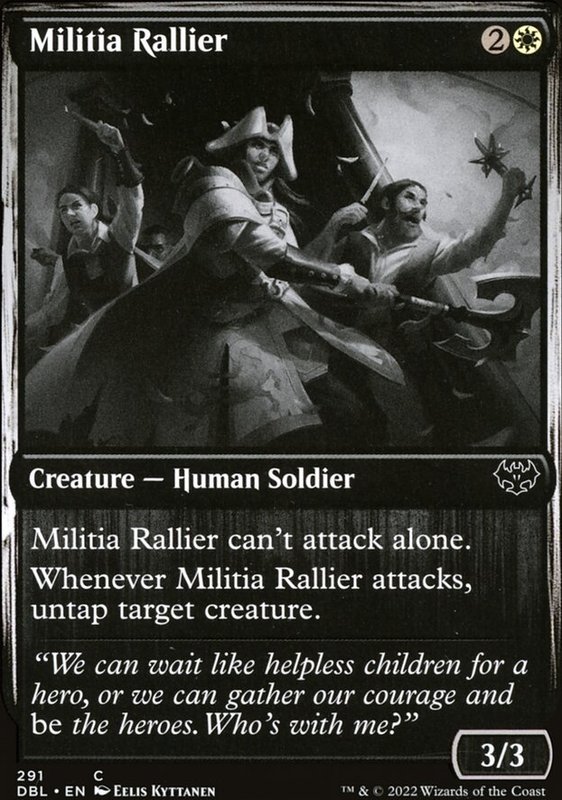 Militia Rallier
2
Creature — Human Soldier
Militia Rallier can't attack alone.
Whenever Militia Rallier attacks,
untap target creature.
"We can wait like helpless children for a
hero, or we can gather our courage and
be the heroes. Who's with me?"
3/3
291 C
DBL • EN EELIS KYTTANEN
™ & © 2022 Wizards of the Coast